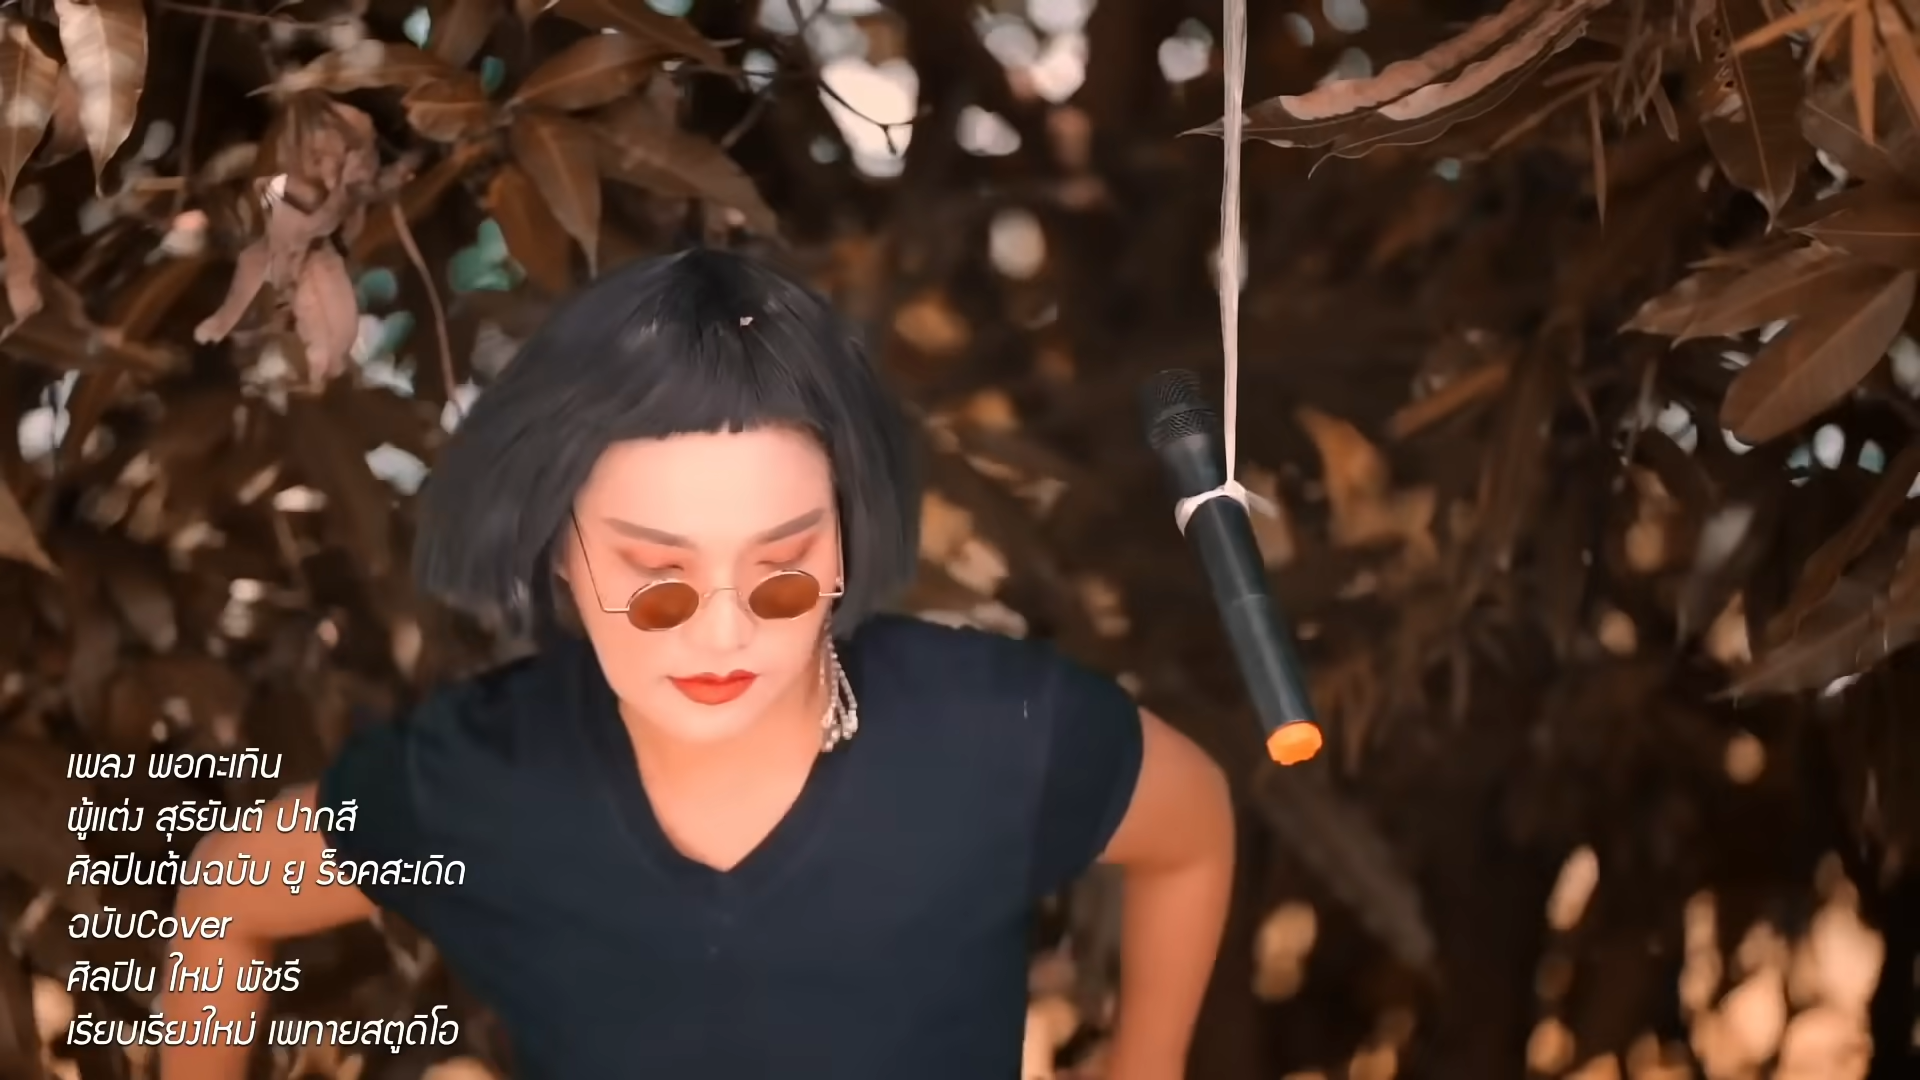 เพลง พอกะเทิน
ผู้แต่ง สุริยันต์ ปากสี
ศิลปินต้นฉบับ ยู ร็อคสะเดิด
ฉบับCover
ศิลปิน ใหม่ พัชรี
เรียบเรียงใหม่ เพทายสตูดิโอ